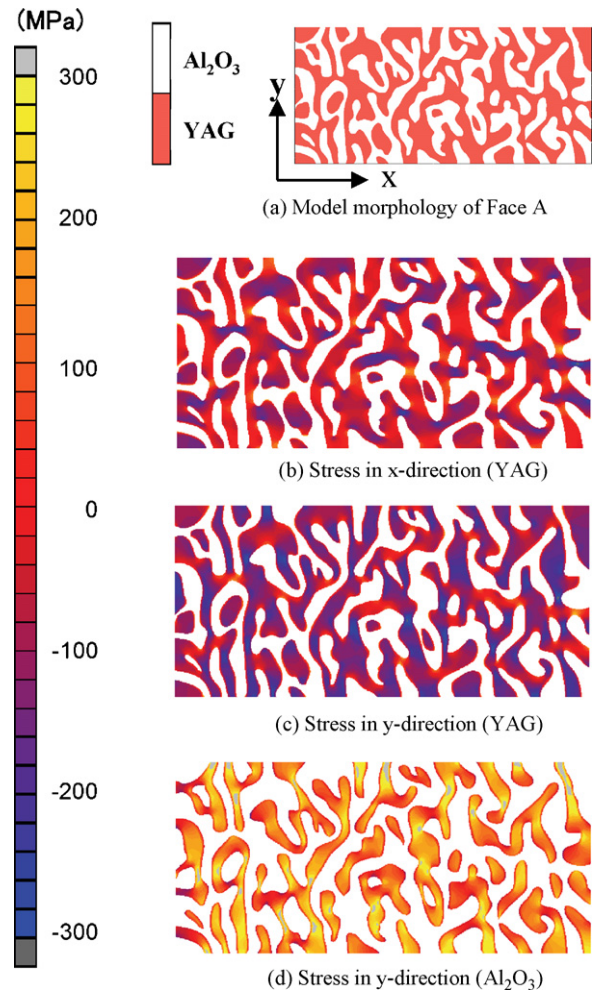 (MPa)
300
200
100
0
-100
-200
-300
Al₂O₃
YAG
y
x
(a) Model morphology of Face A
(b) Stress in x-direction (YAG)
(c) Stress in y-direction (YAG)
(d) Stress in y-direction (Al₂O₃)